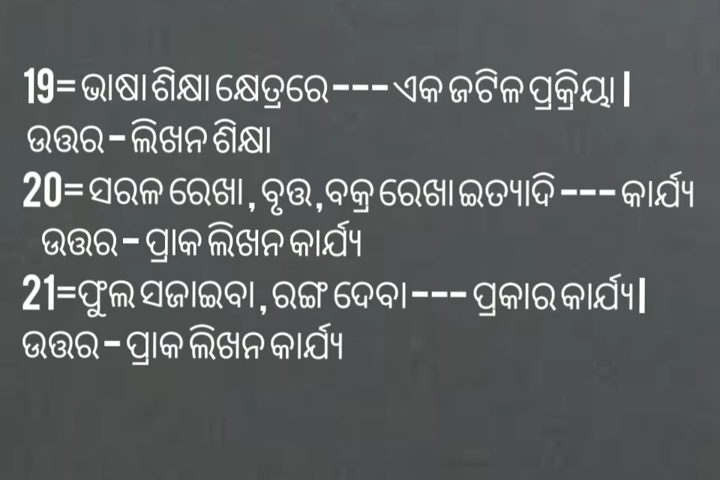 19= ଭାଷା ଶିକ୍ଷା କ୍ଷେତ୍ରରେ--- ଏକ ଜଟିଳ ପ୍ରକ୍ରିୟା |
ଉତ୍ତର - ଲିଖନ ଶିକ୍ଷା
20= ସରଳ ରେଖା , ବୃତ୍ତ ,ବକ୍ର ରେଖା ଇତ୍ୟାଦି --- କାର୍ଯ୍ୟ
ଉତ୍ତର - ପ୍ରାକ ଲିଖନ କାର୍ଯ୍ୟ
21=ଫୁଲ ସଜାଇବା , ରଙ୍ଗ ଦେବା--- ପ୍ରକାର କାର୍ଯ୍ୟ|
ଉତ୍ତର - ପ୍ରାକ ଲିଖନ କାର୍ଯ୍ୟ